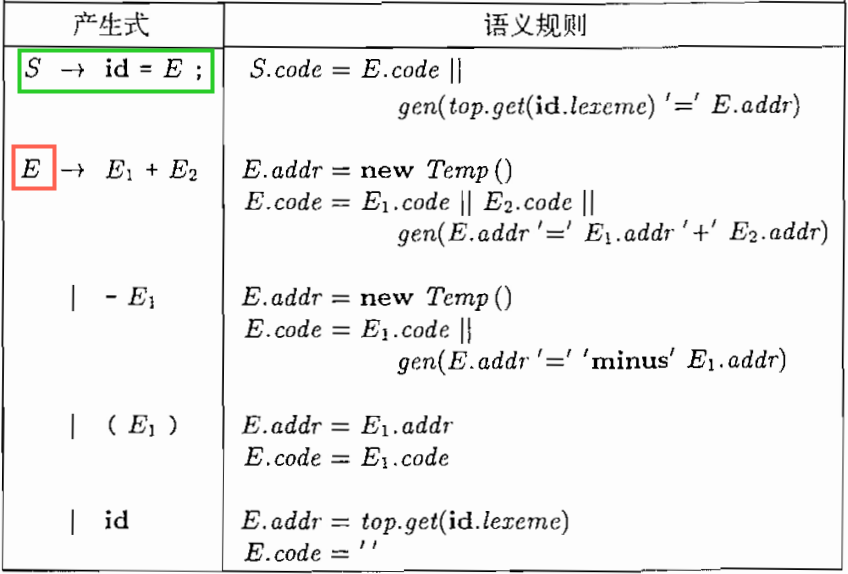 产生式 语义规则
S → id = E ; S.code = E.code ||
gen(top.get(id.lexeme) '=' E.addr)
E → E₁ + E₂ E.addr = new Temp()
E.code = E₁.code || E₂.code ||
gen(E.addr '=' E₁.addr '+' E₂.addr)
| - E₁ E.addr = new Temp()
E.code = E₁.code ||
gen(E.addr '=' 'minus' E₁.addr)
| ( E₁ ) E.addr = E₁.addr
E.code = E₁.code
| id E.addr = top.get(id.lexeme)
E.code = ' '